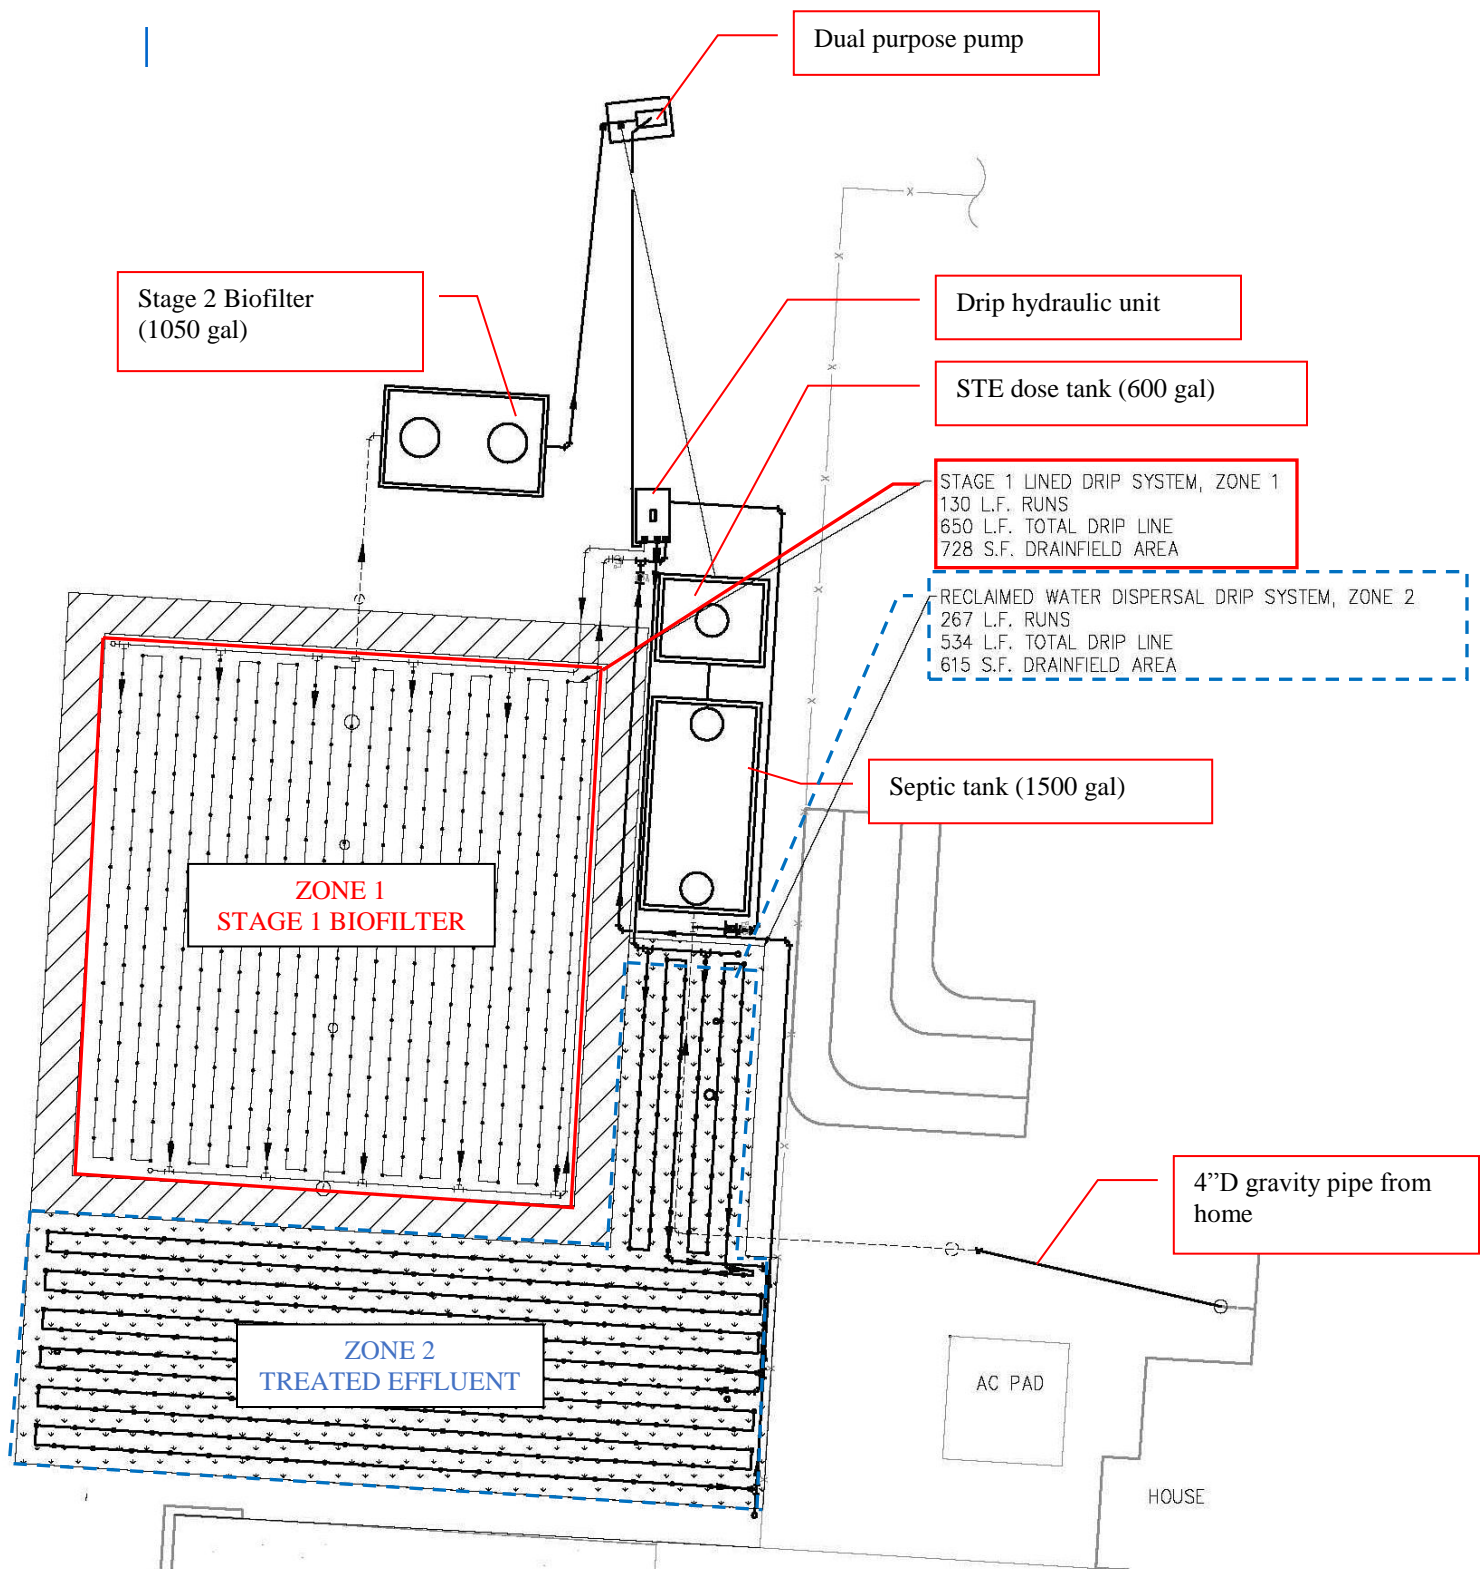 Dual purpose pump
Stage 2 Biofilter
(1050 gal)
Drip hydraulic unit
STE dose tank (600 gal)
STAGE 1 LINED DRIP SYSTEM, ZONE 1
130 L.F. RUNS
650 L.F. TOTAL DRIP LINE
728 S.F. DRAINFIELD AREA
RECLAIMED WATER DISPERSAL DRIP SYSTEM, ZONE 2
267 L.F. RUNS
534 L.F. TOTAL DRIP LINE
615 S.F. DRAINFIELD AREA
Septic tank (1500 gal)
ZONE 1
STAGE 1 BIOFILTER
4”D gravity pipe from
home
ZONE 2
TREATED EFFLUENT
AC PAD
HOUSE